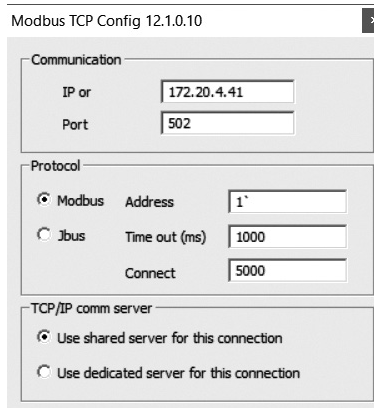 Modbus TCP Config 12.1.0.10
Communication
IP or 172.20.4.41
Port 502
Protocol
Modbus Address 1`
Jbus Time out (ms) 1000
Connect 5000
TCP/IP comm server
Use shared server for this connection
Use dedicated server for this connection